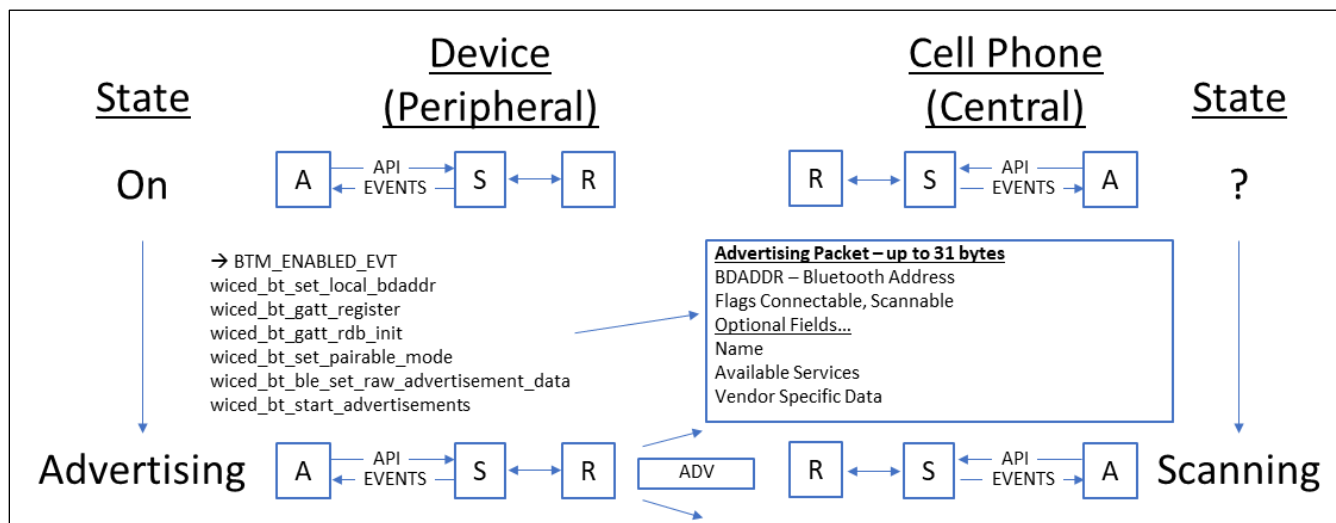 Device
(Peripheral)
Cell Phone
(Central)
State
State
On
A
API
EVENTS
S
R
R
S
API
EVENTS
A
?
→ BTM_ENABLED_EVT
wiced_bt_set_local_bdaddr
wiced_bt_gatt_register
wiced_bt_gatt_rdb_init
wiced_bt_set_pairable_mode
wiced_bt_ble_set_raw_advertisement_data
wiced_bt_start_advertisements
Advertising Packet – up to 31 bytes
BDADDR – Bluetooth Address
Flags Connectable, Scannable
Optional Fields...
Name
Available Services
Vendor Specific Data
Advertising
A
API
EVENTS
S
R
ADV
R
S
API
EVENTS
A
Scanning